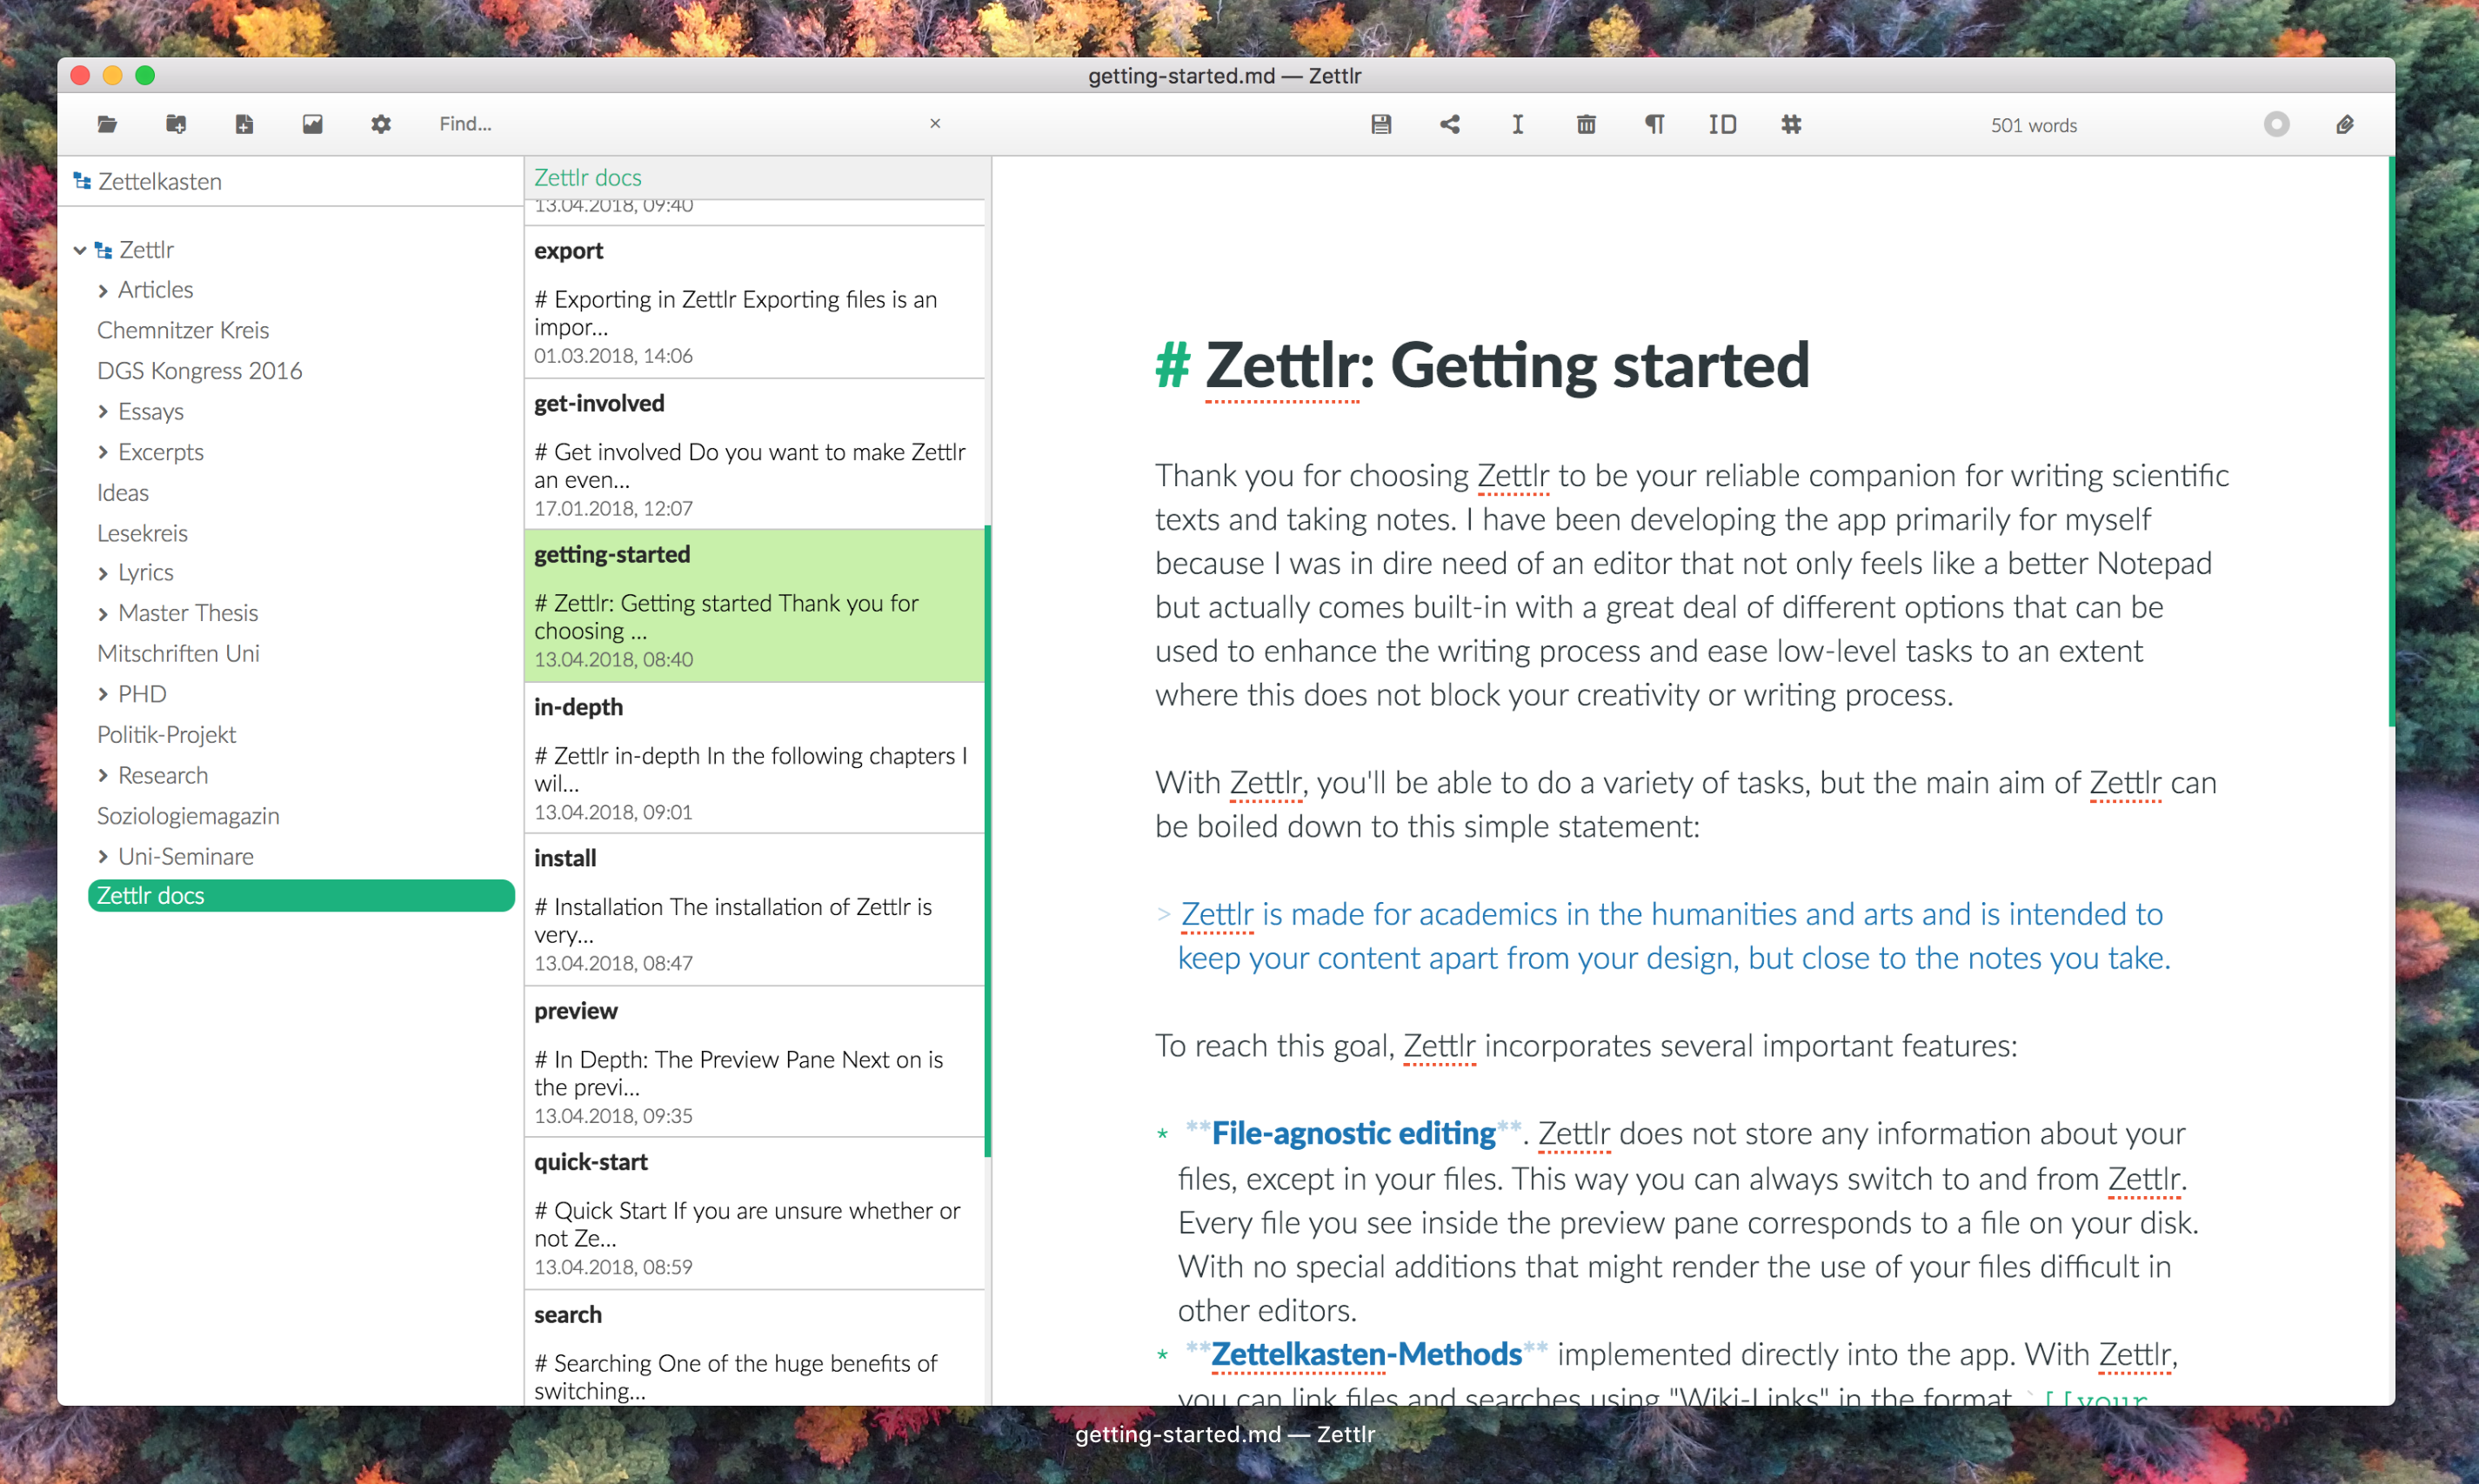 getting-started.md — Zettlr
Find...
ID
501 words
Zettelkasten
Zettlr
Articles
Chemnitzer Kreis
DGS Kongress 2016
Essays
Excerpts
Ideas
Lesekreis
Lyrics
Master Thesis
Mitschriften Uni
PHD
Politik-Projekt
Research
Soziologiemagazin
Uni-Seminare
Zettlr docs
Zettlr docs
13.04.2018, 09:40
export
# Exporting in Zettlr Exporting files is an
impor...
01.03.2018, 14:06
get-involved
# Get involved Do you want to make Zettlr
an even...
17.01.2018, 12:07
getting-started
# Zettlr: Getting started Thank you for
choosing ...
13.04.2018, 08:40
in-depth
# Zettlr in-depth In the following chapters I
wil...
13.04.2018, 09:01
install
# Installation The installation of Zettlr is
very...
13.04.2018, 08:47
preview
# In Depth: The Preview Pane Next on is
the previ...
13.04.2018, 09:35
quick-start
# Quick Start If you are unsure whether or
not Ze...
13.04.2018, 08:59
search
# Searching One of the huge benefits of
switching...
# Zettlr: Getting started
Thank you for choosing Zettlr to be your reliable companion for writing scientific
texts and taking notes. I have been developing the app primarily for myself
because I was in dire need of an editor that not only feels like a better Notepad
but actually comes built-in with a great deal of different options that can be
used to enhance the writing process and ease low-level tasks to an extent
where this does not block your creativity or writing process.
With Zettlr, you'll be able to do a variety of tasks, but the main aim of Zettlr can
be boiled down to this simple statement:
> Zettlr is made for academics in the humanities and arts and is intended to
keep your content apart from your design, but close to the notes you take.
To reach this goal, Zettlr incorporates several important features:
* **File-agnostic editing**. Zettlr does not store any information about your
files, except in your files. This way you can always switch to and from Zettlr.
Every file you see inside the preview pane corresponds to a file on your disk.
With no special additions that might render the use of your files difficult in
other editors.
* **Zettelkasten-Methods** implemented directly into the app. With Zettlr,
you can link files and searches using "Wiki-Links" in the format `[[your
getting-started.md — Zettlr